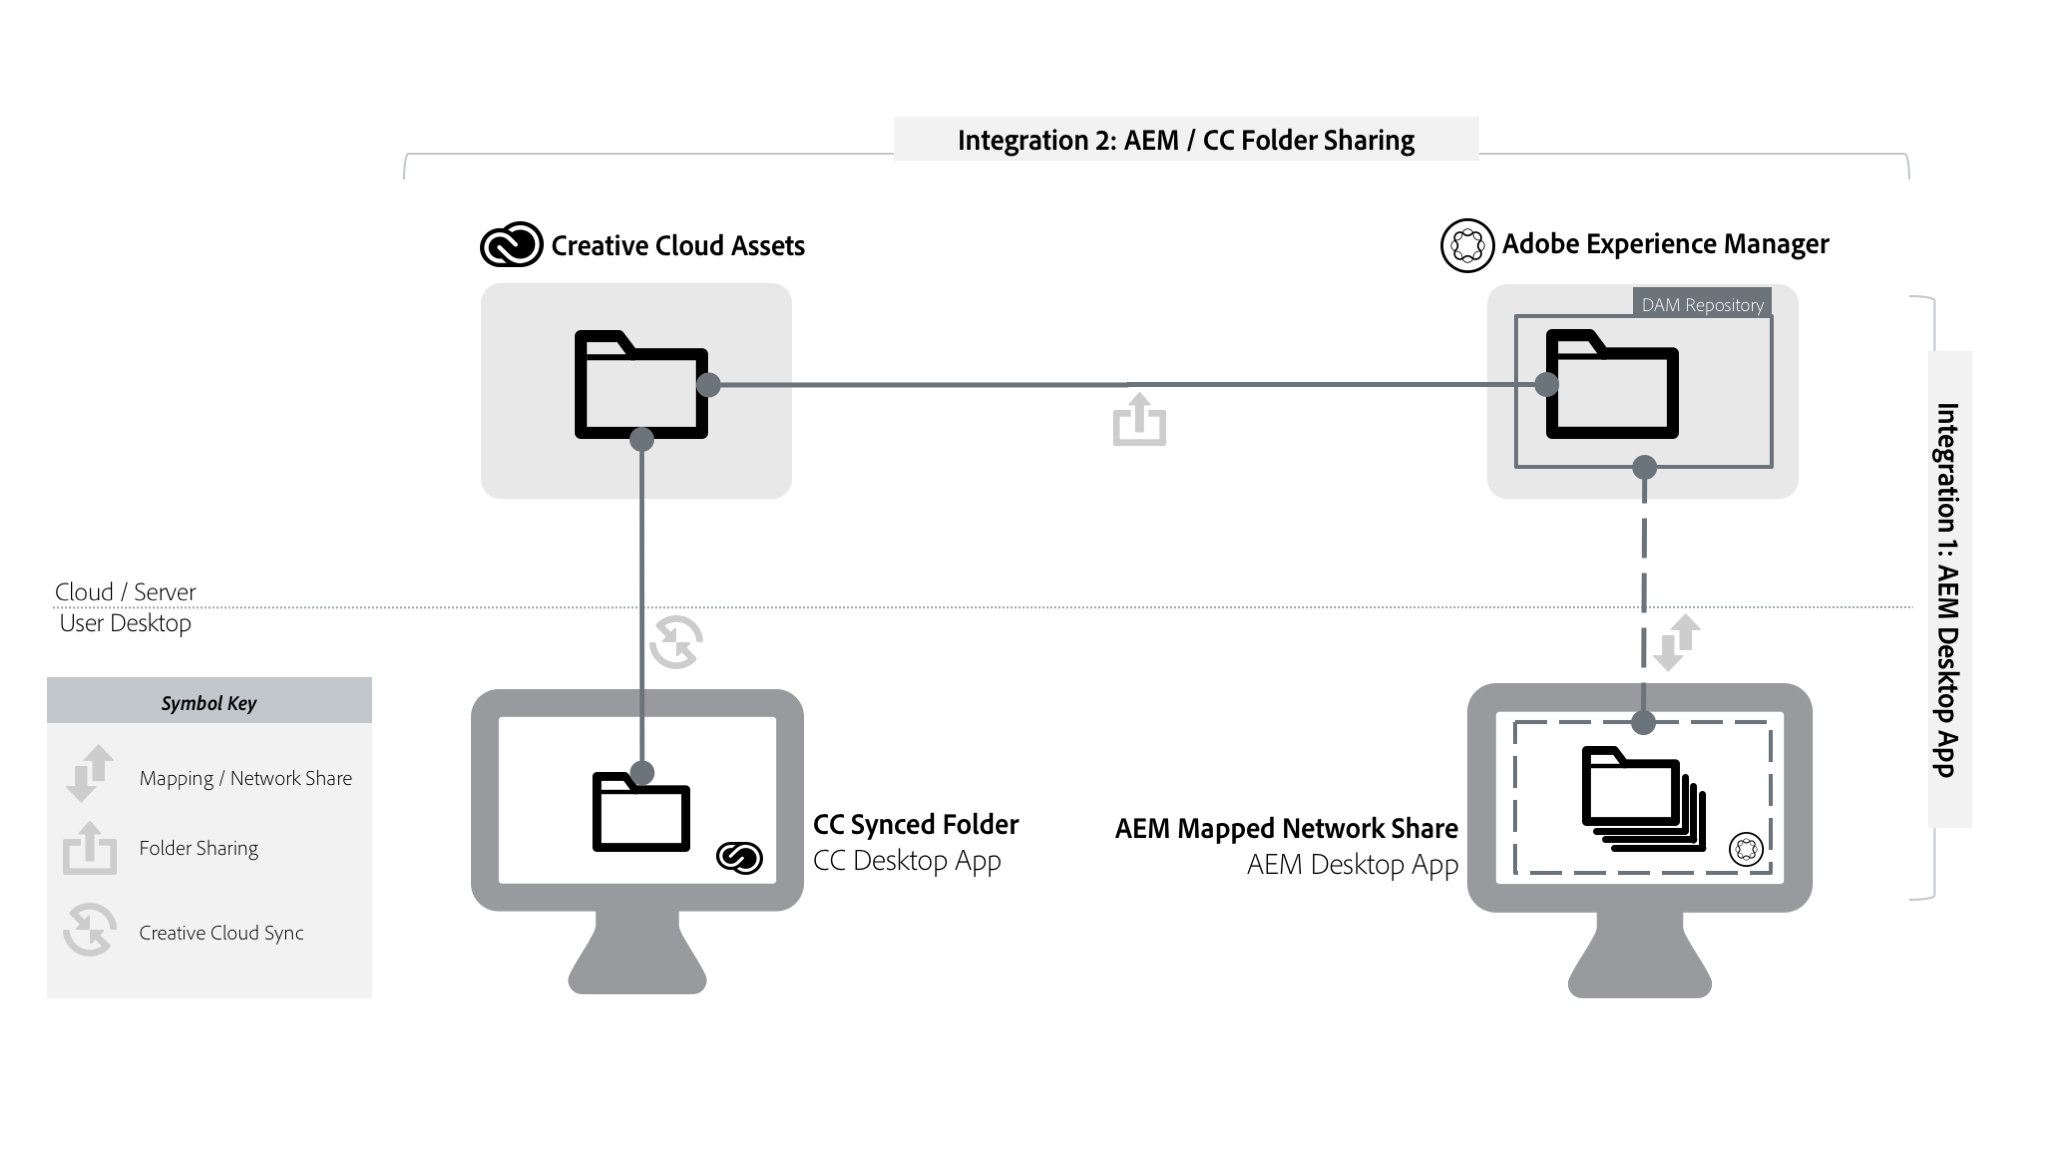 Integration 2: AEM / CC Folder Sharing
Creative Cloud Assets
Adobe Experience Manager
DAM Repository
Integration 1: AEM Desktop App
Cloud / Server
User Desktop
Symbol Key
Mapping / Network Share
Folder Sharing
Creative Cloud Sync
CC Synced Folder
CC Desktop App
AEM Mapped Network Share
AEM Desktop App